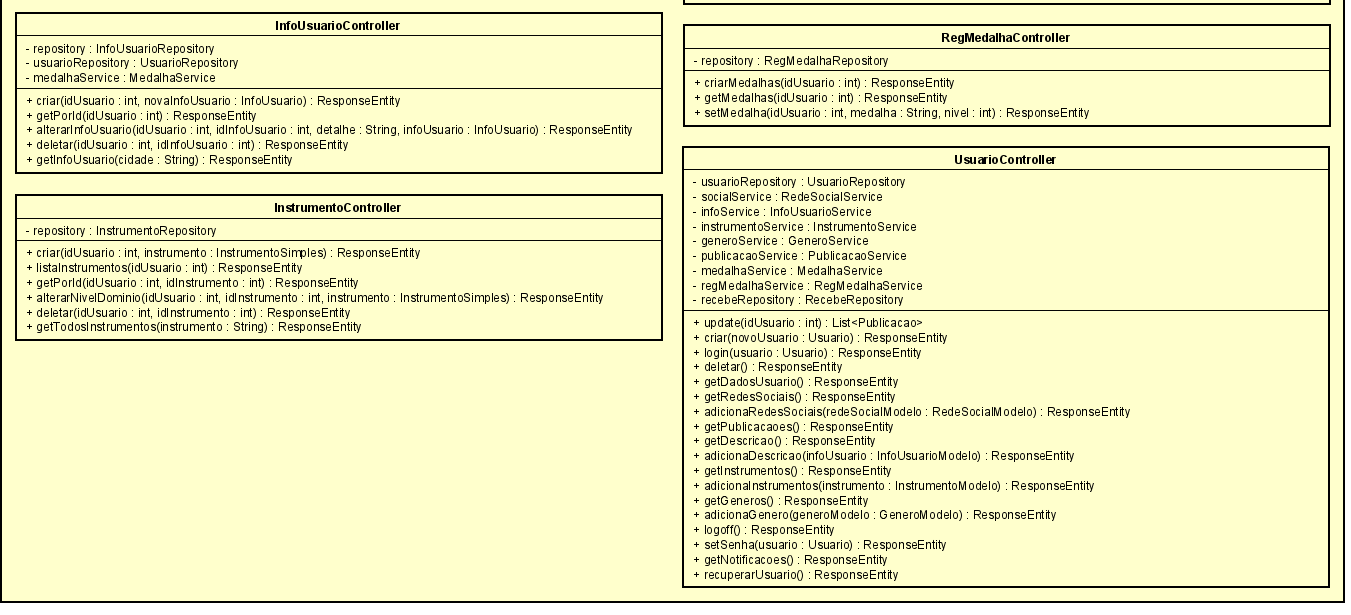 InfoUsuarioController
- repository : InfoUsuarioRepository
- usuarioRepository : UsuarioRepository
- medalhaService : MedalhaService
+ criar(idUsuario : int, novaInfoUsuario : InfoUsuario) : ResponseEntity
+ getPorId(idUsuario : int) : ResponseEntity
+ alterarInfoUsuario(idUsuario : int, idInfoUsuario : int, detalhe : String, infoUsuario : InfoUsuario) : ResponseEntity
+ deletar(idUsuario : int, idInfoUsuario : int) : ResponseEntity
+ getInfoUsuario(cidade : String) : ResponseEntity
InstrumentoController
- repository : InstrumentoRepository
+ criar(idUsuario : int, instrumento : InstrumentoSimples) : ResponseEntity
+ listaInstrumentos(idUsuario : int) : ResponseEntity
+ getPorId(idUsuario : int, idInstrumento : int) : ResponseEntity
+ alterarNivelDominio(idUsuario : int, idInstrumento : int, instrumento : InstrumentoSimples) : ResponseEntity
+ deletar(idUsuario : int, idInstrumento : int) : ResponseEntity
+ getTodosInstrumentos(instrumento : String) : ResponseEntity
RegMedalhaController
- repository : RegMedalhaRepository
+ criarMedalhas(idUsuario : int) : ResponseEntity
+ getMedalhas(idUsuario : int) : ResponseEntity
+ setMedalha(idUsuario : int, medalha : String, nivel : int) : ResponseEntity
UsuarioController
- usuarioRepository : UsuarioRepository
- socialService : RedeSocialService
- infoService : InfoUsuarioService
- instrumentoService : InstrumentoService
- generoService : GeneroService
- publicacaoService : PublicacaoService
- medalhaService : MedalhaService
- regMedalhaService : RegMedalhaService
- recebeRepository : RecebeRepository
+ update(idUsuario : int) : List<Publicacao>
+ criar(novoUsuario : Usuario) : ResponseEntity
+ login(usuario : Usuario) : ResponseEntity
+ deletar() : ResponseEntity
+ getDadosUsuario() : ResponseEntity
+ getRedesSociais() : ResponseEntity
+ adicionaRedesSociais(redeSocialModelo : RedeSocialModelo) : ResponseEntity
+ getPublicacaoes() : ResponseEntity
+ getDescricao() : ResponseEntity
+ adicionaDescricao(infoUsuario : InfoUsuarioModelo) : ResponseEntity
+ getInstrumentos() : ResponseEntity
+ adicionaInstrumentos(instrumento : InstrumentoModelo) : ResponseEntity
+ getGeneros() : ResponseEntity
+ adicionaGenero(generoModelo : GeneroModelo) : ResponseEntity
+ logoff() : ResponseEntity
+ setSenha(usuario : Usuario) : ResponseEntity
+ getNotificacoes() : ResponseEntity
+ recuperarUsuario() : ResponseEntity